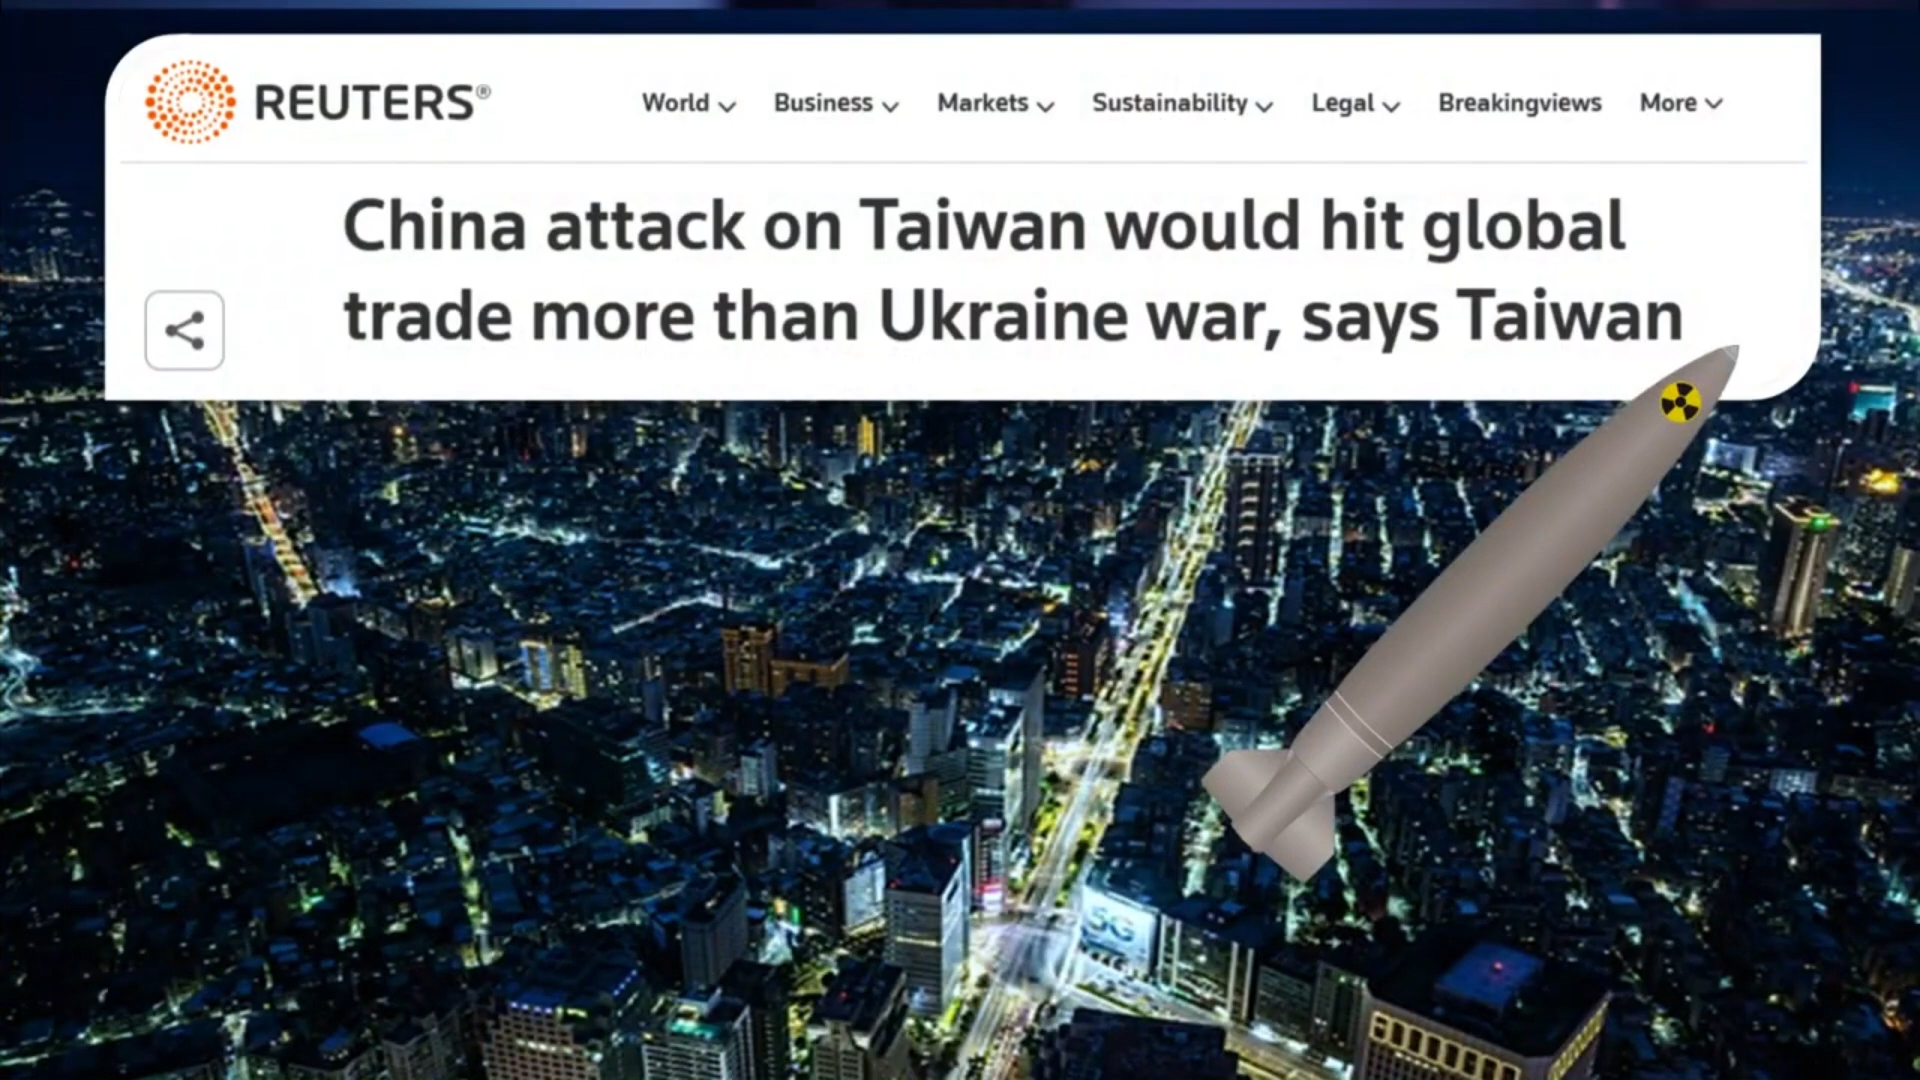 REUTERS®
World Business Markets Sustainability Legal Breakingviews More
China attack on Taiwan would hit global
trade more than Ukraine war, says Taiwan
5G